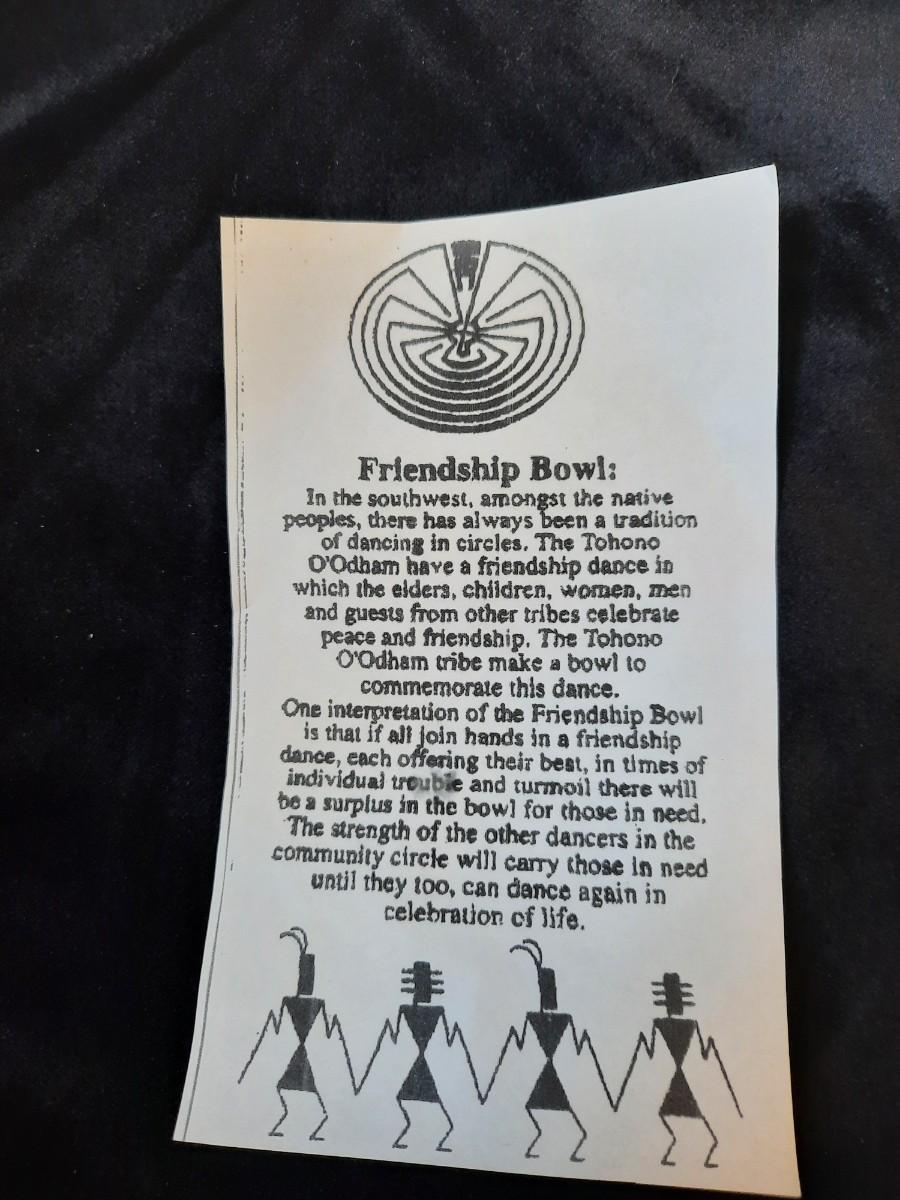 Friendship Bowl:
In the southwest, amongst the native
peoples, there has always been a tradition
of dancing in circles. The Tohono
O'Odham have a friendship dance in
which the elders, children, women, men
and guests from other tribes celebrate
peace and friendship. The Tohono
O'Odham tribe make a bowl to
commemorate this dance.
One interpretation of the Friendship Bowl
is that if all join hands in a friendship
dance, each offering their best, in times of
individual trouble and turmoil there will
be a surplus in the bowl for those in need.
The strength of the other dancers in the
community circle will carry those in need
until they too, can dance again in
celebration of life.